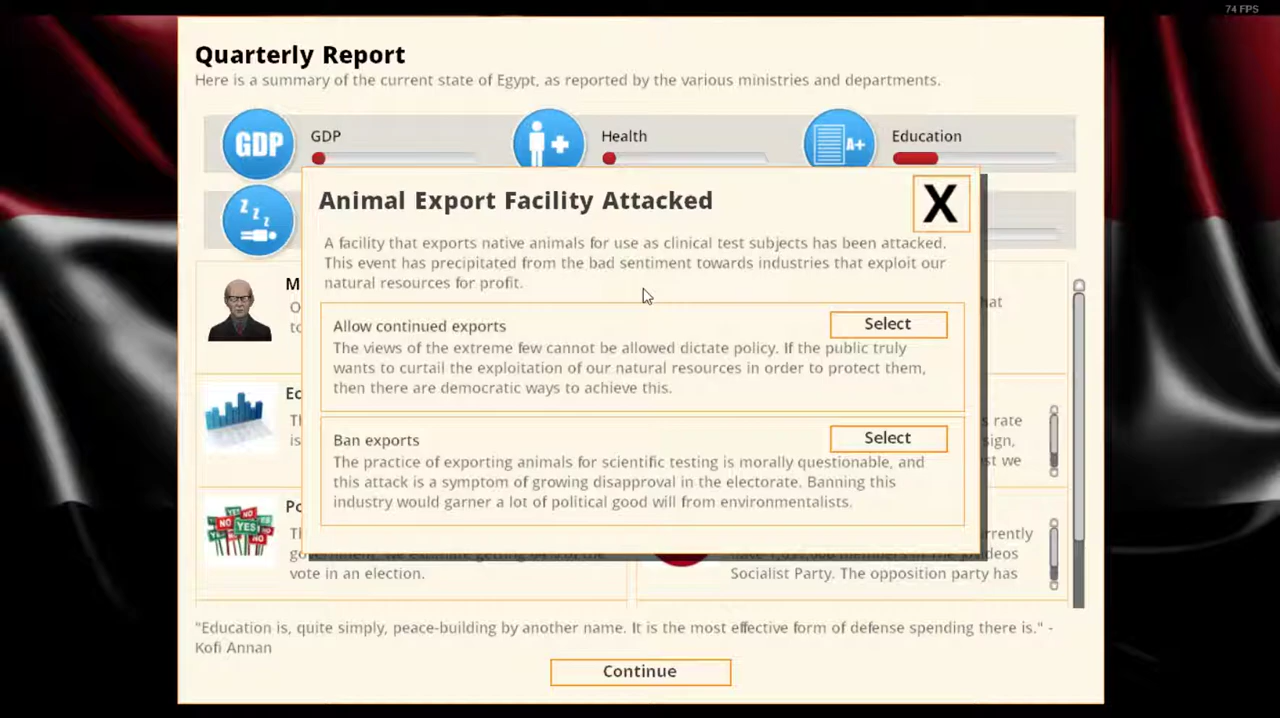 74 FPS
Quarterly Report
Here is a summary of the current state of Egypt, as reported by the various ministries and departments.
GDP GDP Health A+ Education
Z Z Z
Animal Export Facility Attacked X
A facility that exports native animals for use as clinical test subjects has been attacked.
This event has precipitated from the bad sentiment towards industries that exploit our
natural resources for profit.
Allow continued exports Select
The views of the extreme few cannot be allowed dictate policy. If the public truly
wants to curtail the exploitation of our natural resources in order to protect them,
then there are democratic ways to achieve this.
Ban exports Select
The practice of exporting animals for scientific testing is morally questionable, and
this attack is a symptom of growing disapproval in the electorate. Banning this
industry would garner a lot of political good will from environmentalists.
NO YES NO
vote in an election.
Socialist Party. The opposition party has
"Education is, quite simply, peace-building by another name. It is the most effective form of defense spending there is." -
Kofi Annan
Continue